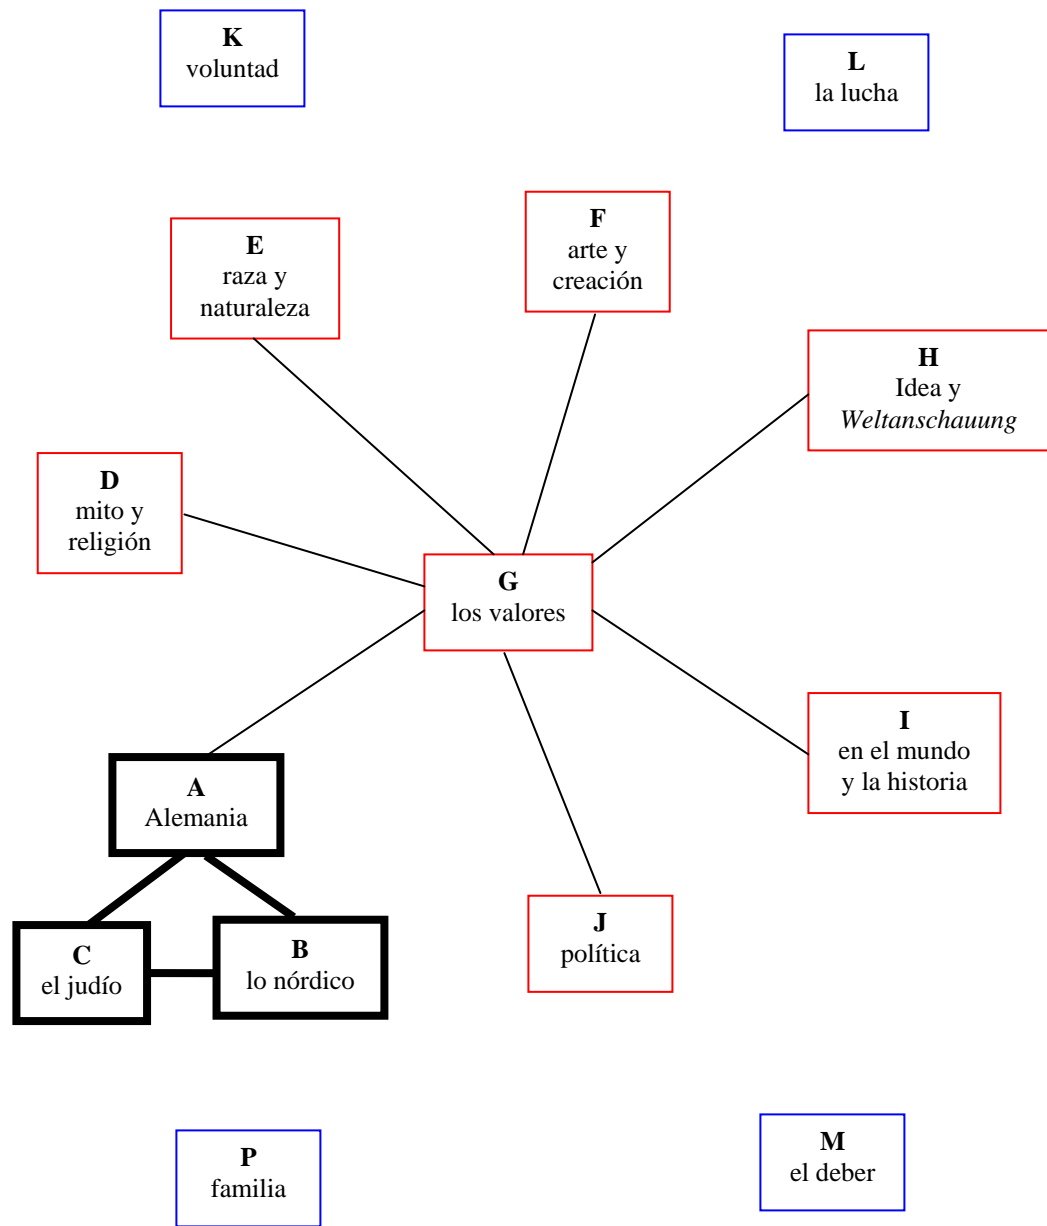 K
voluntad
L
la lucha
E
raza y
naturaleza
F
arte y
creación
H
Idea y
Weltanschauung
D
mito y
religión
G
los valores
I
en el mundo
y la historia
A
Alemania
C
el judío
B
lo nórdico
J
política
P
familia
M
el deber